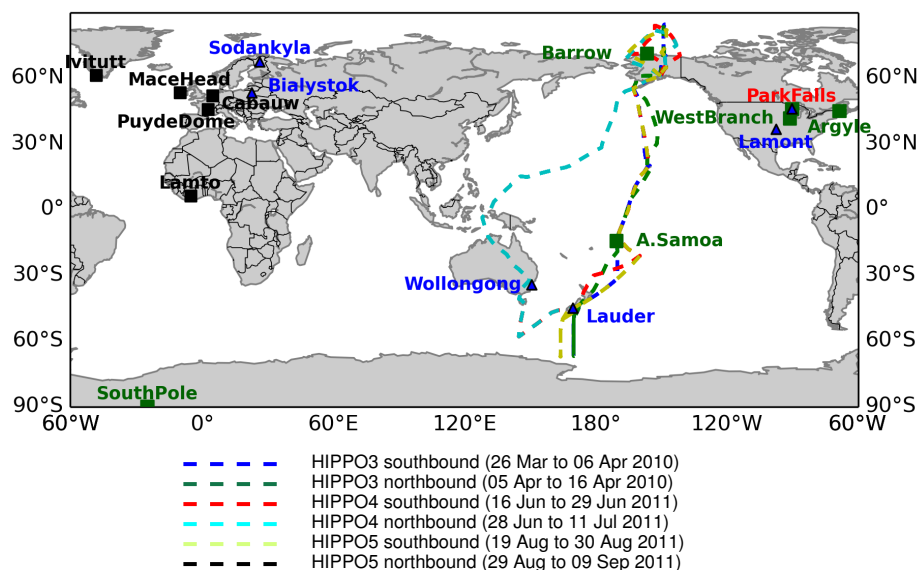 Sodankyla
Barrow
Ivitutt
60°N
60°N
MaceHead
Bialystok
ParkFalls
Cabauw
WestBranch
PuydeDome
Argyle
30°N
Lamont
30°N
Lamto
0°
0°
A.Samoa
30°S
Wollongong
30°S
Lauder
60°S
60°S
SouthPole
90°S
90°S
60°W 0° 60°E 120°E 180°W 120°W 60°W
HIPPO3 southbound (26 Mar to 06 Apr 2010)
HIPPO3 northbound (05 Apr to 16 Apr 2010)
HIPPO4 southbound (16 Jun to 29 Jun 2011)
HIPPO4 northbound (28 Jun to 11 Jul 2011)
HIPPO5 southbound (19 Aug to 30 Aug 2011)
HIPPO5 northbound (29 Aug to 09 Sep 2011)